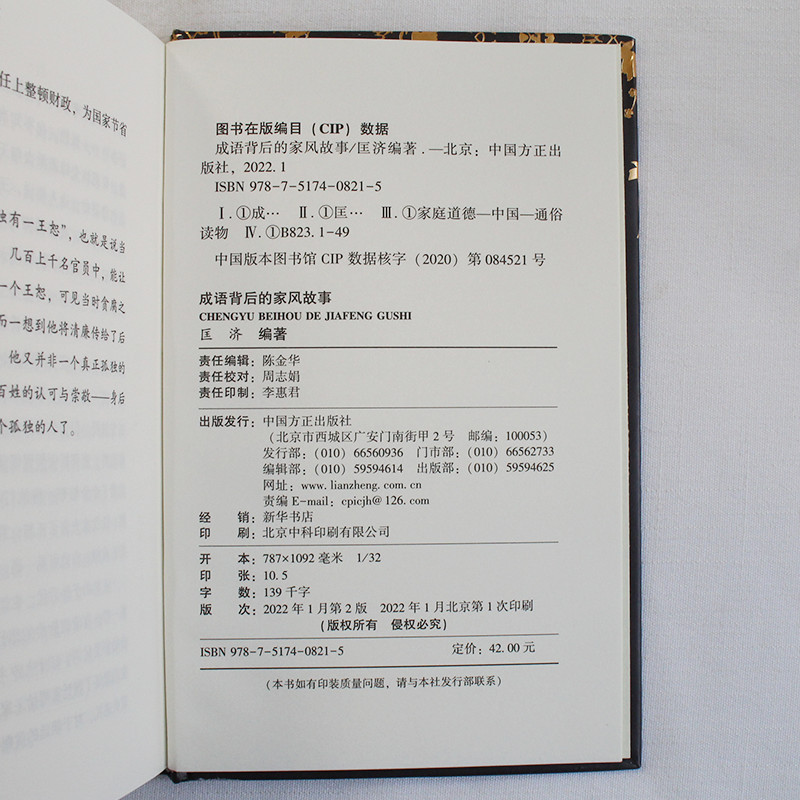 任上整顿财政，为国家节省
独有一王恕”，也就是说当
几百上千名官员中，能让
一个王恕，可见当时贪腐之
而一想到他将清廉传给了后
他又并非一个真正孤独的
百姓的认可与崇敬——身后
个孤独的人了。
图书在版编目（CIP）数据
成语背后的家风故事/匡济编著.—北京：中国方正出
版社，2022.1
ISBN 978-7-5174-0821-5
Ⅰ.①成… Ⅱ.①匡… Ⅲ.①家庭道德—中国—通俗
读物 Ⅳ.①B823.1-49
中国版本图书馆 CIP 数据核字（2020）第 084521 号
成语背后的家风故事
CHENGYU BEIHOU DE JIAFENG GUSHI
匡 济 编著
责任编辑：陈金华
责任校对：周志娟
责任印制：李惠君
出版发行：中国方正出版社
（北京市西城区广安门南街甲 2 号 邮编：100053）
发行部：（010）66560936 门市部：（010）66562733
编辑部：（010）59594614 出版部：（010）59594625
网址：www.lianzheng.com.cn
责编 E-mail：cpicjh@126.com
经 销：新华书店
印 刷：北京中科印刷有限公司
开 本：787×1092 毫米 1/32
印 张：10.5
字 数：139 千字
版 次：2022 年 1 月第 2 版 2022 年 1 月北京第 1 次印刷
（版权所有 侵权必究）
ISBN 978-7-5174-0821-5 定价：42.00 元
（本书如有印装质量问题，请与本社发行部联系）